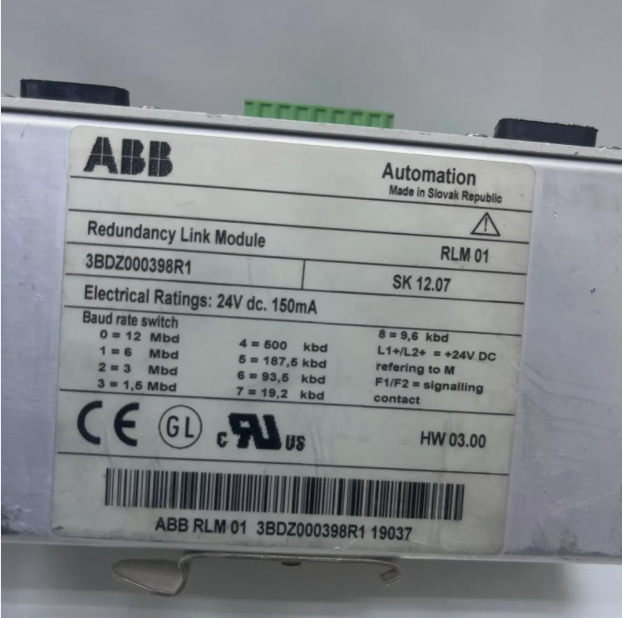 ABB
Automation
Made in Slovak Republic
Redundancy Link Module
RLM 01
3BDZ000398R1
SK 12.07
Electrical Ratings: 24V dc. 150mA
Baud rate switch
0 = 12 Mbd
1 = 6 Mbd
2 = 3 Mbd
3 = 1,5 Mbd
4 = 500 kbd
5 = 187,5 kbd
6 = 93,5 kbd
7 = 19,2 kbd
8 = 9,6 kbd
L1+/L2+ = +24V DC
refering to M
F1/F2 = signalling
contact
CE GL c RU US
HW 03.00
ABB RLM 01 3BDZ000398R1 19037